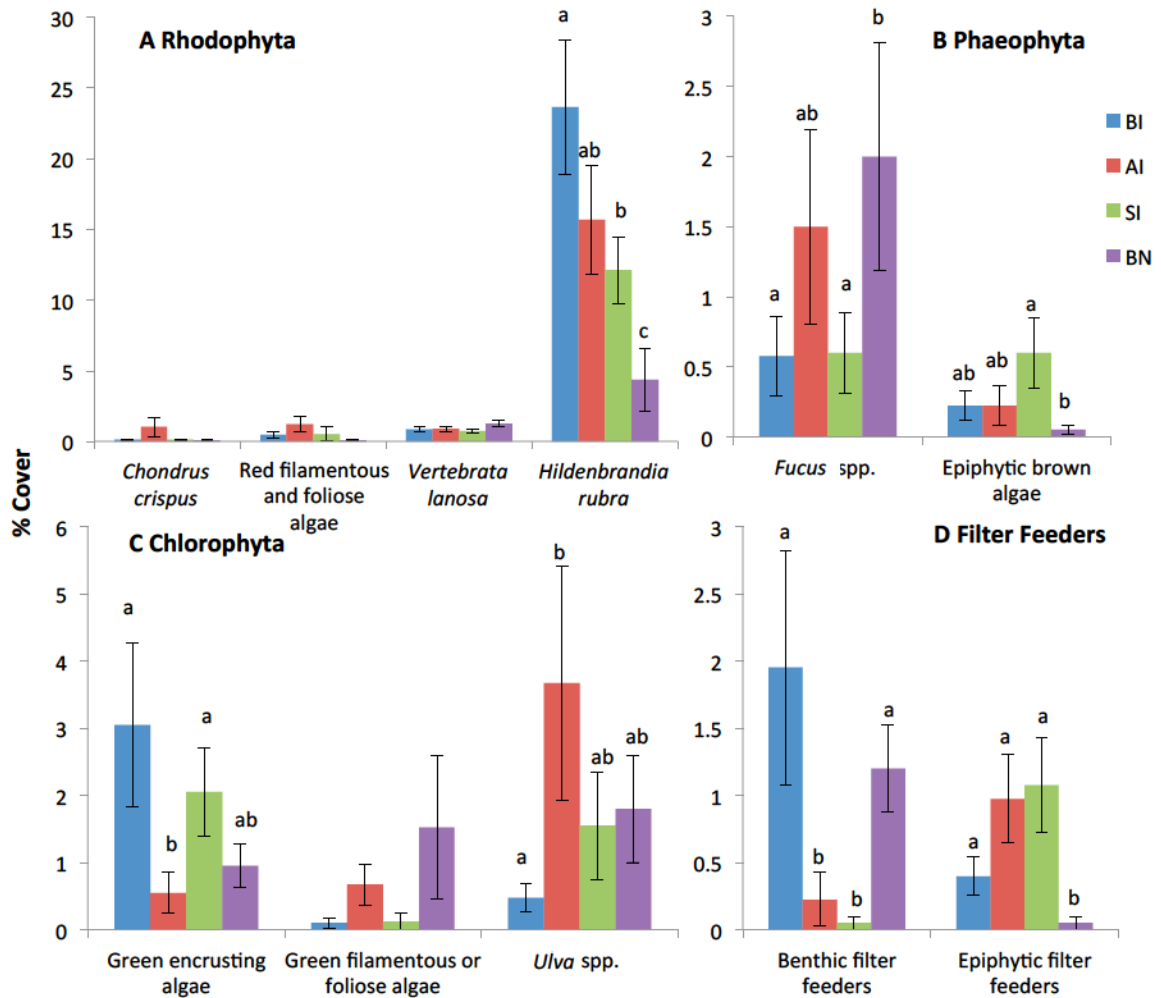 A Rhodophyta
30
25
20
15
10
5
0
a
ab
b
c
Chondrus crispus
Red filamentous and foliose algae
Vertebrata lanosa
Hildenbrandia rubra
B Phaeophyta
3
2.5
2
1.5
1
0.5
0
a
ab
a
b
ab
ab
a
b
Fucus spp.
Epiphytic brown algae
BI
AI
SI
BN
% Cover
C Chlorophyta
6
5
4
3
2
1
0
a
b
a
ab
a
b
ab
ab
Green encrusting algae
Green filamentous or foliose algae
Ulva spp.
D Filter Feeders
3
2.5
2
1.5
1
0.5
0
a
b
b
a
a
a
a
b
Benthic filter feeders
Epiphytic filter feeders